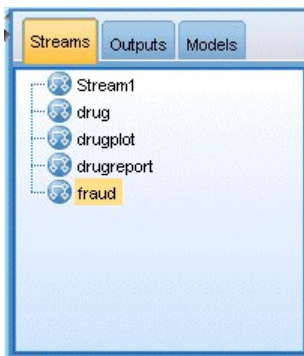 Streams Outputs Models
Stream1
drug
drugplot
drugreport
fraud